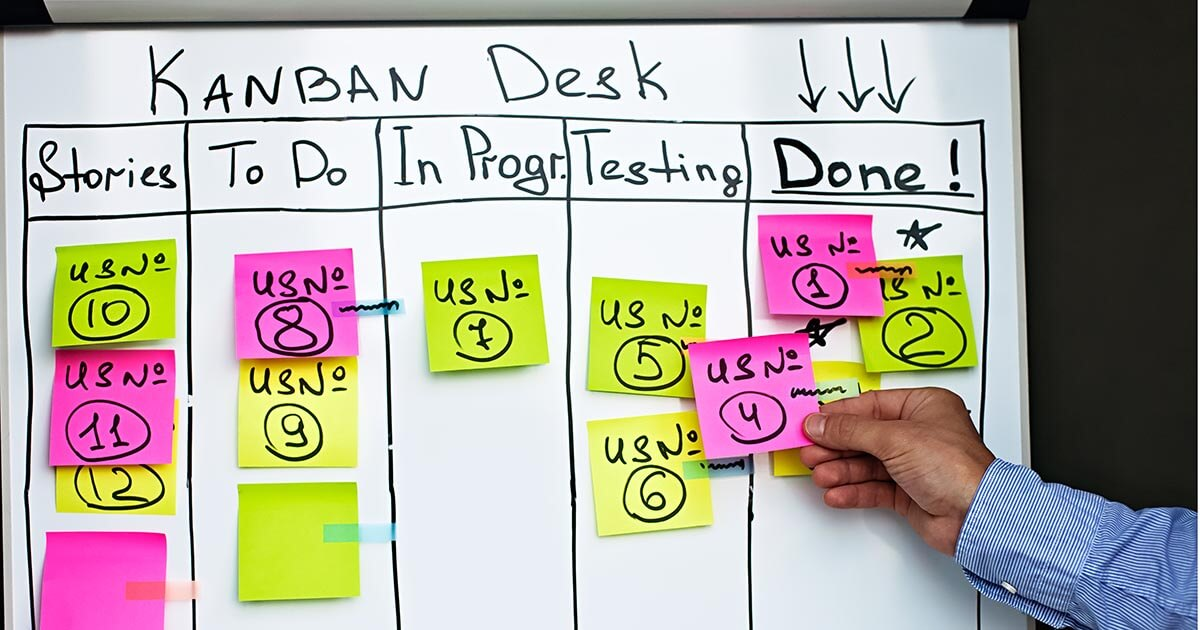 KANBAN Desk
Stories
To Do
In Progr.
Testing
Done!
US №
10
US №
11
12
US №
8
US №
9
US №
7
US №
5
US №
6
US №
4
US №
1
US №
2